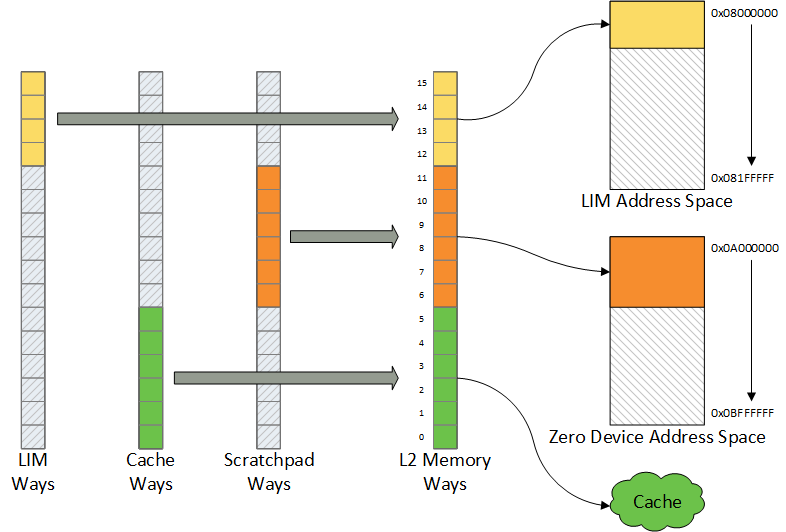 0x08000000
15
14
13
12
11
10
9
8
7
6
5
4
3
2
1
0
0x081FFFFF
LIM Address Space
0x0A000000
0x0BFFFFFF
Zero Device Address Space
LIM
Ways
Cache
Ways
Scratchpad
Ways
L2 Memory
Ways
Cache